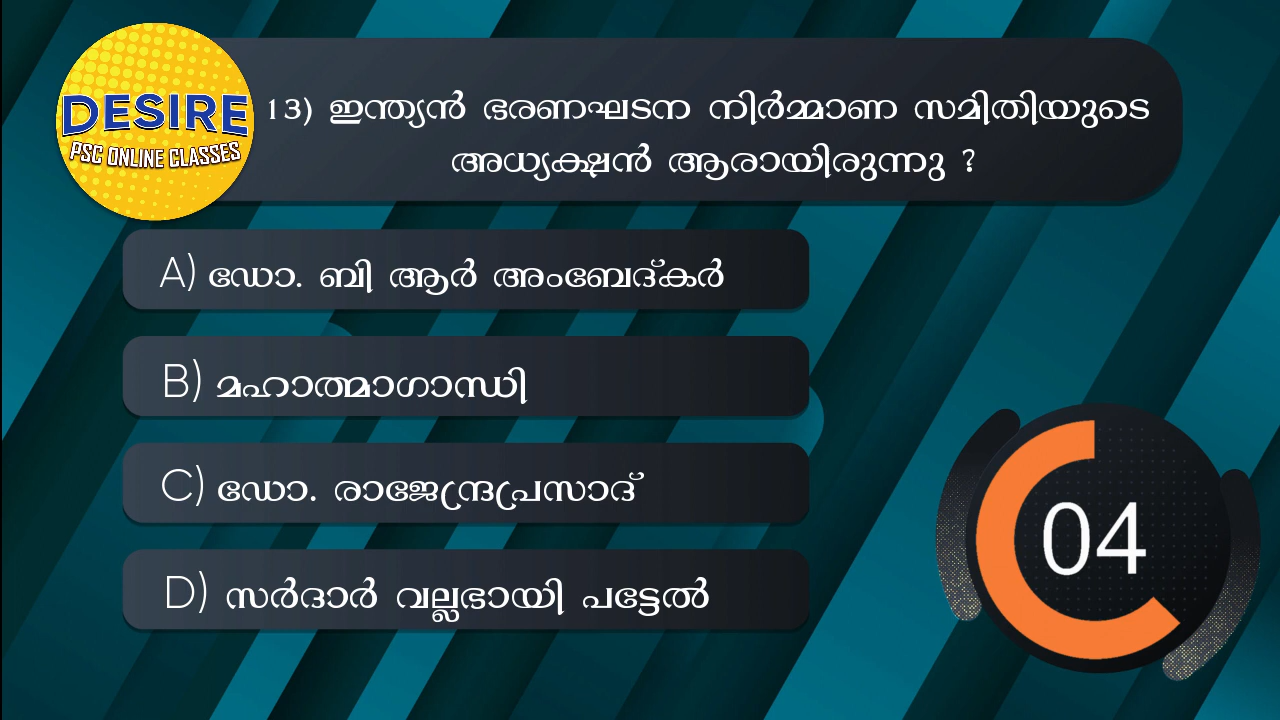 DESIRE
PSC ONLINE CLASSES
13) ഇന്ത്യൻ ഭരണഘടന നിർമ്മാണ സമിതിയുടെ
അധ്യക്ഷൻ ആരായിരുന്നു ?
A) ഡോ. ബി ആർ അംബേദ്കർ
B) മഹാത്മാഗാന്ധി
C) ഡോ. രാജേന്ദ്രപ്രസാദ്
D) സർദാർ വല്ലഭായി പട്ടേൽ
04